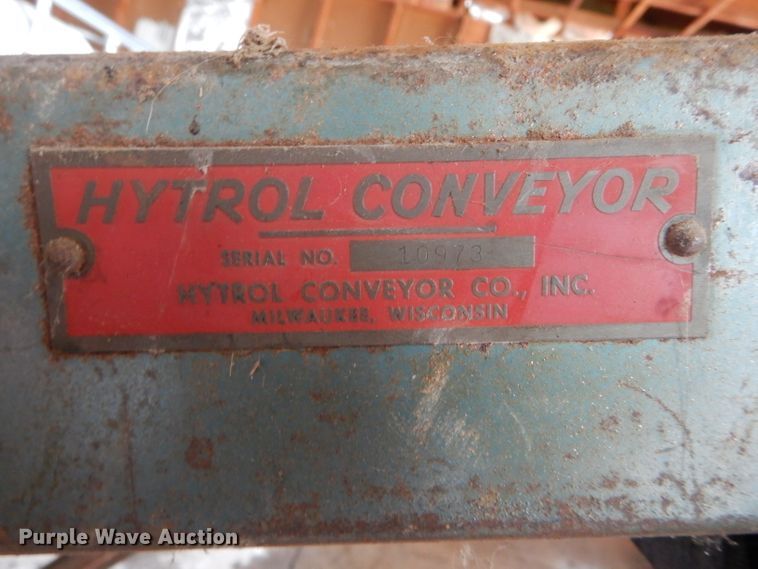 HYTROL CONVEYOR
SERIAL NO. 10973
HYTROL CONVEYOR CO., INC.
MILWAUKEE, WISCONSIN
Purple Wave Auction